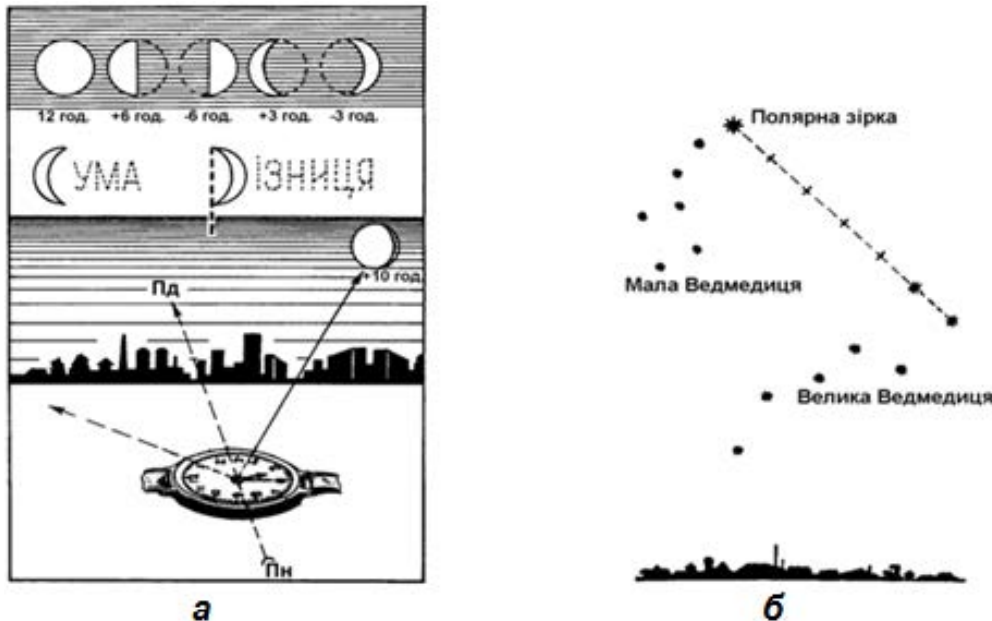 12 год. +6 год. -6 год. +3 год. -3 год.
УМА ІЗНИЦЯ
+10 год.
Пд
Пн
а
Полярна зірка
Мала Ведмедиця
Велика Ведмедиця
б